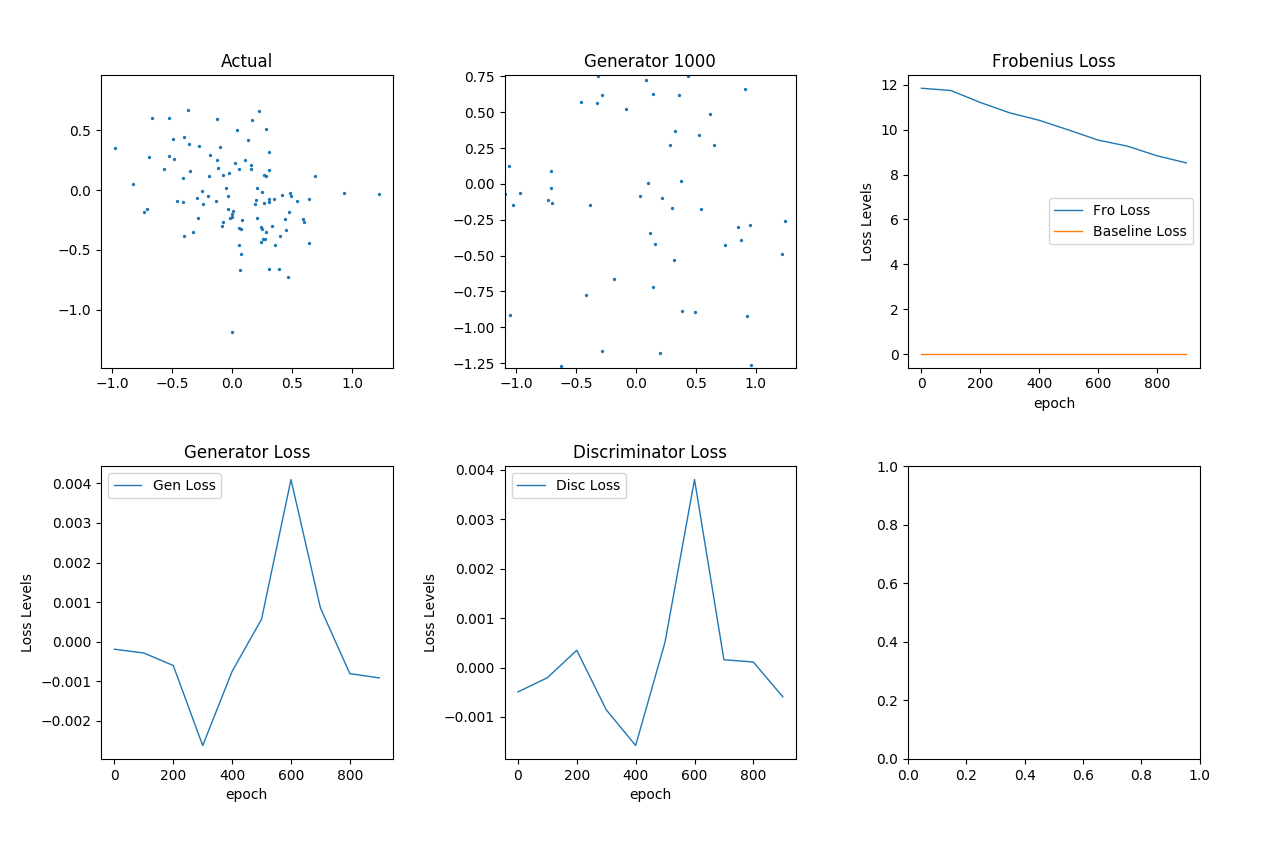 Actual
0.5
0.0
−0.5
−1.0
−1.0 −0.5 0.0 0.5 1.0
Generator 1000
0.75
0.50
0.25
0.00
−0.25
−0.50
−0.75
−1.00
−1.25
−1.0 −0.5 0.0 0.5 1.0
Frobenius Loss
Loss Levels
12
10
8
6
4
2
0
Fro Loss
Baseline Loss
0 200 400 600 800
epoch
Generator Loss
Loss Levels
0.004
0.003
0.002
0.001
0.000
−0.001
−0.002
Gen Loss
0 200 400 600 800
epoch
Discriminator Loss
Loss Levels
0.004
0.003
0.002
0.001
0.000
−0.001
Disc Loss
0 200 400 600 800
epoch
1.0
0.8
0.6
0.4
0.2
0.0
0.0 0.2 0.4 0.6 0.8 1.0